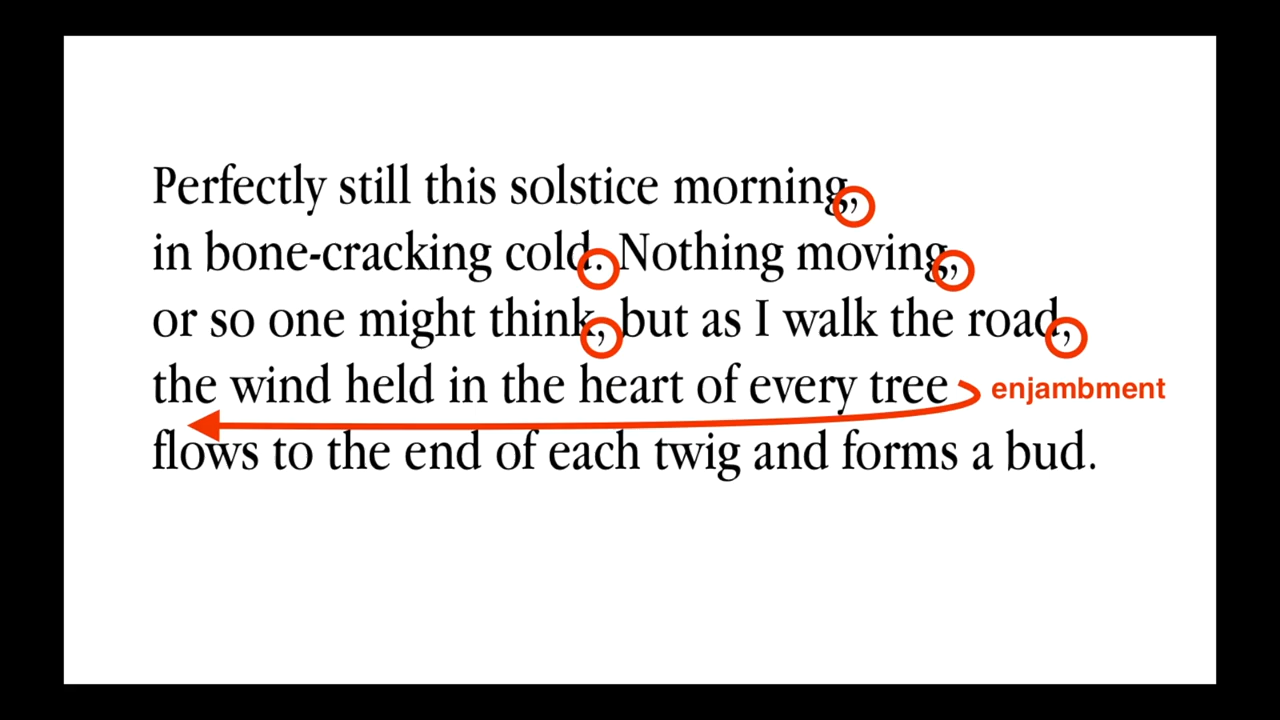 Perfectly still this solstice morning,
in bone-cracking cold. Nothing moving,
or so one might think, but as I walk the road,
the wind held in the heart of every tree enjambment
flows to the end of each twig and forms a bud.